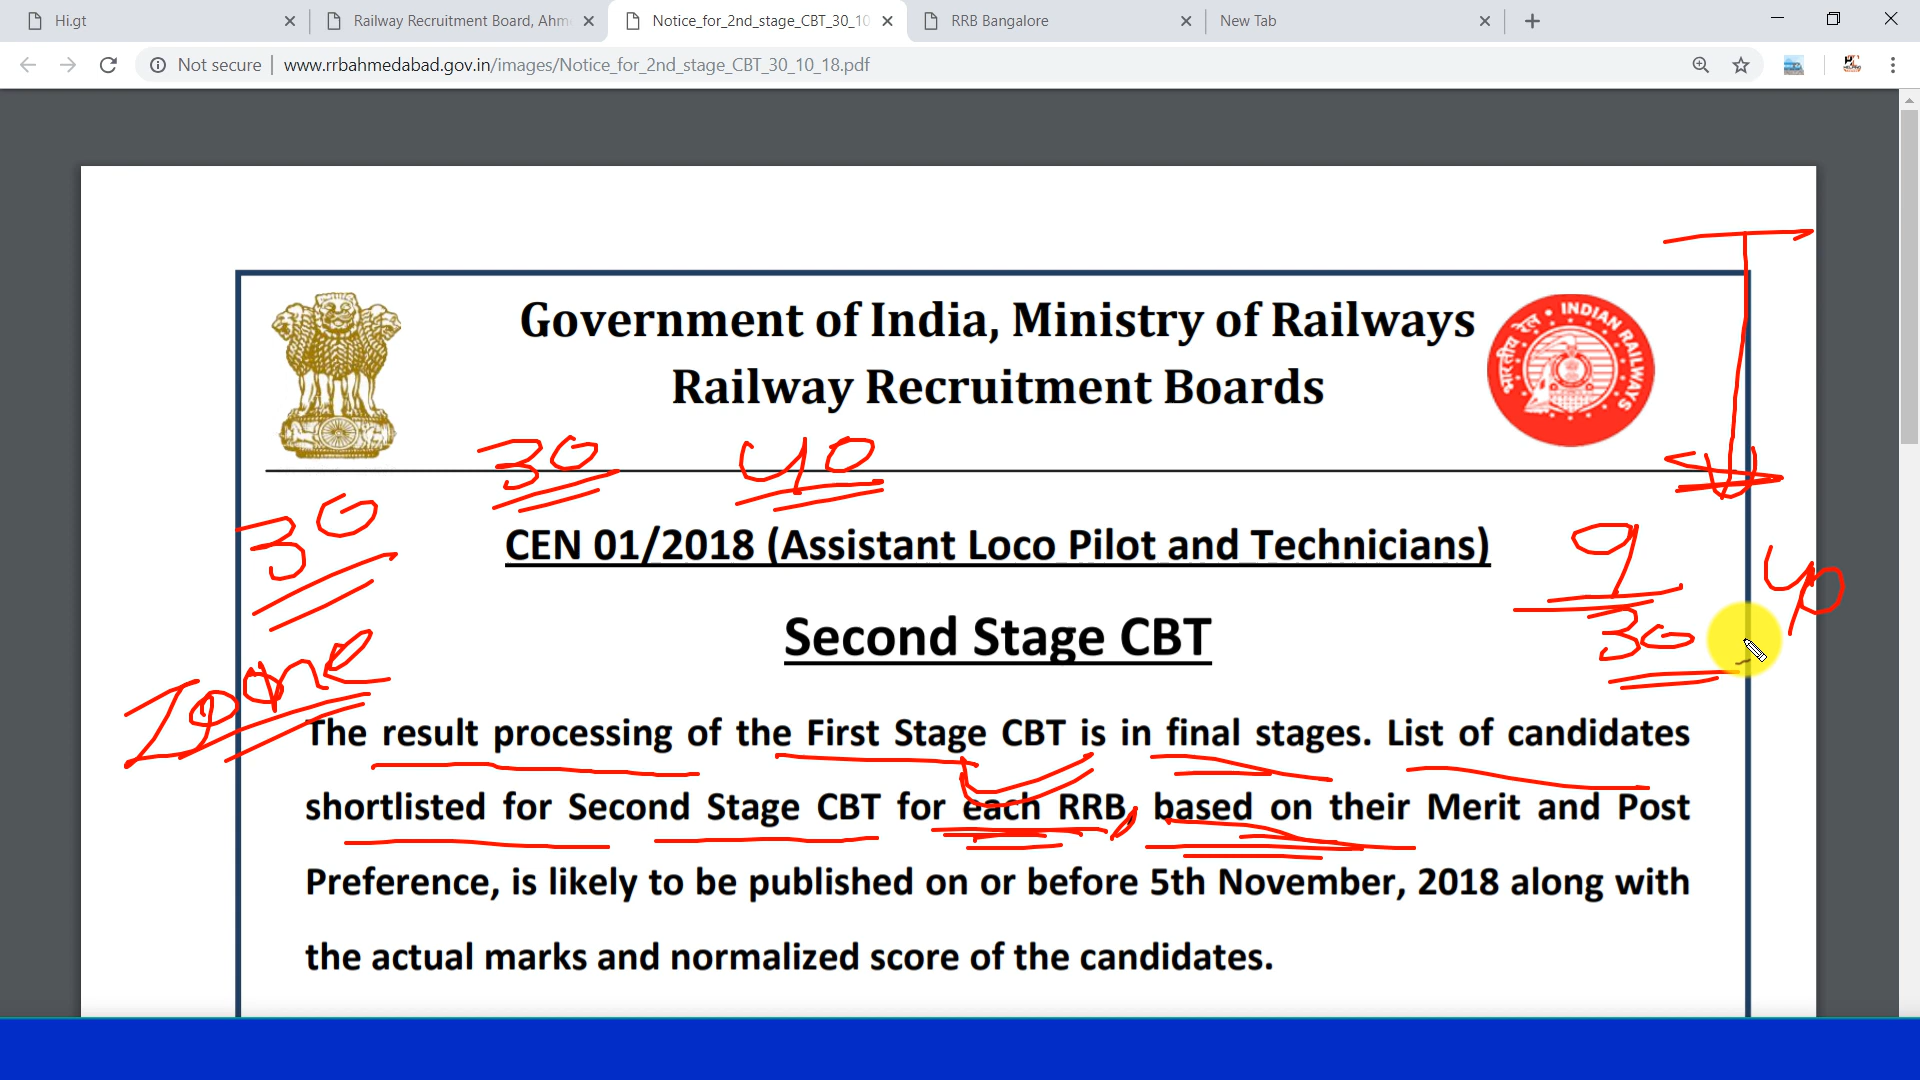 Hi.gt
Railway Recruitment Board, Ahm
Notice_for_2nd_stage_CBT_30_10
RRB Bangalore
New Tab
Not secure | www.rrbahmedabad.gov.in/images/Notice_for_2nd_stage_CBT_30_10_18.pdf
Government of India, Ministry of Railways
Railway Recruitment Boards
भारतीय रेल • INDIAN RAILWAYS
30 40
30
CEN 01/2018 (Assistant Loco Pilot and Technicians)
9
40
30
Second Stage CBT
Zone
The result processing of the First Stage CBT is in final stages. List of candidates
shortlisted for Second Stage CBT for each RRB, based on their Merit and Post
Preference, is likely to be published on or before 5th November, 2018 along with
the actual marks and normalized score of the candidates.